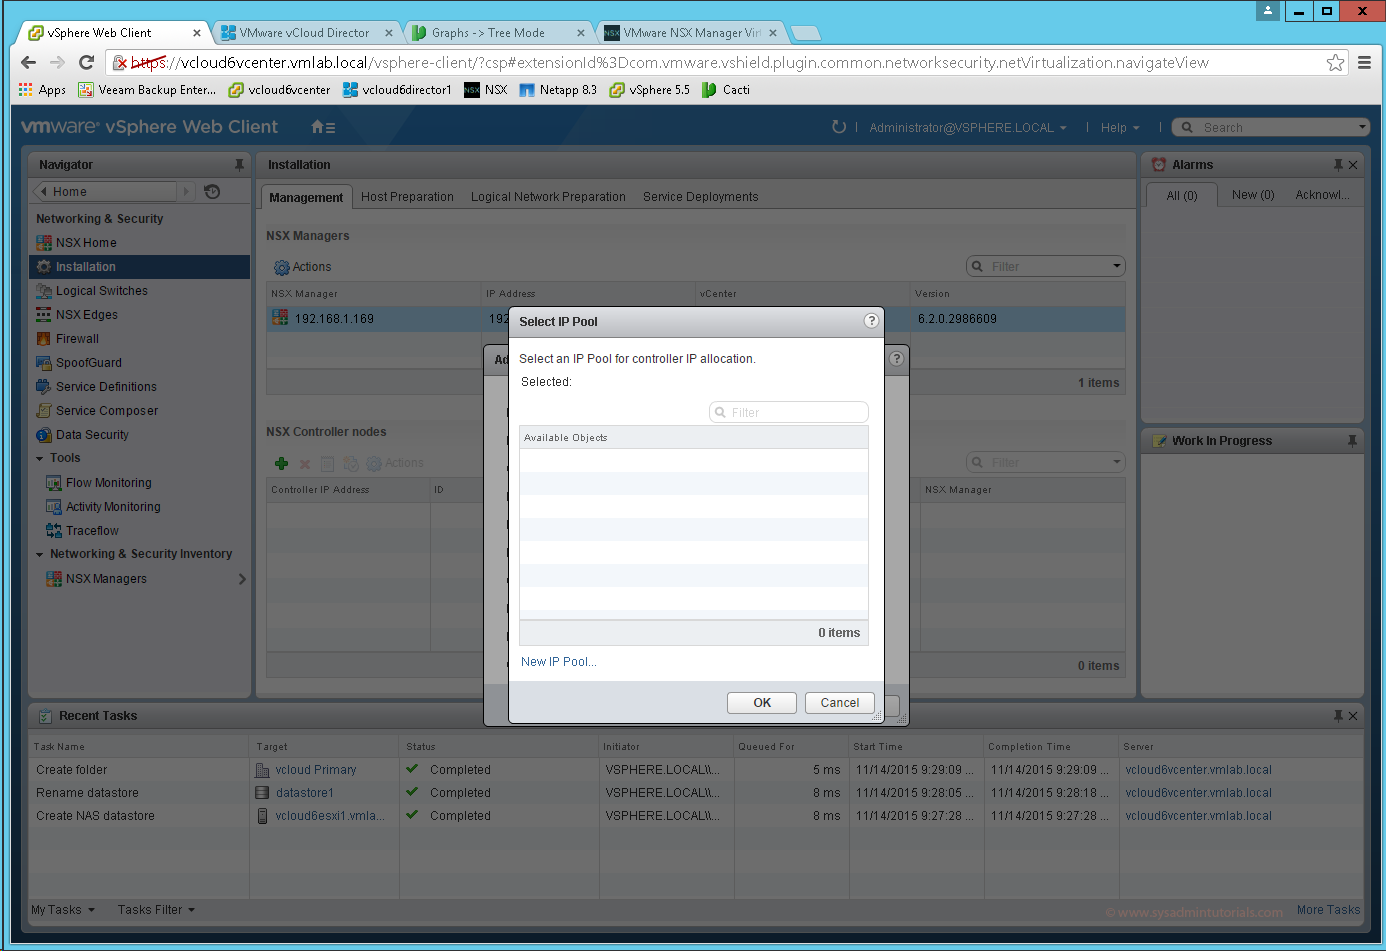 vSphere Web Client
VMware vCloud Director
Graphs -> Tree Mode
VMware NSX Manager Virt
https://vcloud6vcenter.vmlab.local/vsphere-client/?csp#extensionId%3Dcom.vmware.vshield.plugin.common.networksecurity.netVirtualization.navigateView
Apps
Veeam Backup Enter...
vcloud6vcenter
vcloud6director1
NSX
Netapp 8.3
vSphere 5.5
Cacti
vmware® vSphere Web Client
Administrator@VSPHERE.LOCAL
Help
Search
Navigator
Home
Networking & Security
NSX Home
Installation
Logical Switches
NSX Edges
Firewall
SpoofGuard
Service Definitions
Service Composer
Data Security
Tools
Flow Monitoring
Activity Monitoring
Traceflow
Networking & Security Inventory
NSX Managers
Installation
Management
Host Preparation
Logical Network Preparation
Service Deployments
NSX Managers
Actions
Filter
NSX Manager
IP Address
vCenter
Version
192.168.1.169
192
6.2.0.2986609
1 items
NSX Controller nodes
Actions
Filter
Controller IP Address
ID
NSX Manager
0 items
Ad
Select IP Pool
?
?
Select an IP Pool for controller IP allocation.
Selected:
Filter
Available Objects
0 items
New IP Pool...
OK
Cancel
Alarms
All (0)
New (0)
Acknowl...
Work In Progress
Recent Tasks
Task Name
Target
Status
Initiator
Queued For
Start Time
Completion Time
Server
Create folder
vcloud Primary
Completed
VSPHERE.LOCAL\\...
5 ms
11/14/2015 9:29:09 ...
11/14/2015 9:29:09 ...
vcloud6vcenter.vmlab.local
Rename datastore
datastore1
Completed
VSPHERE.LOCAL\\...
8 ms
11/14/2015 9:28:05 ...
11/14/2015 9:28:18 ...
vcloud6vcenter.vmlab.local
Create NAS datastore
vcloud6esxi1.vmla...
Completed
VSPHERE.LOCAL\\...
8 ms
11/14/2015 9:27:28 ...
11/14/2015 9:27:28 ...
vcloud6vcenter.vmlab.local
My Tasks
Tasks Filter
© www.sysadmintutorials.com
More Tasks